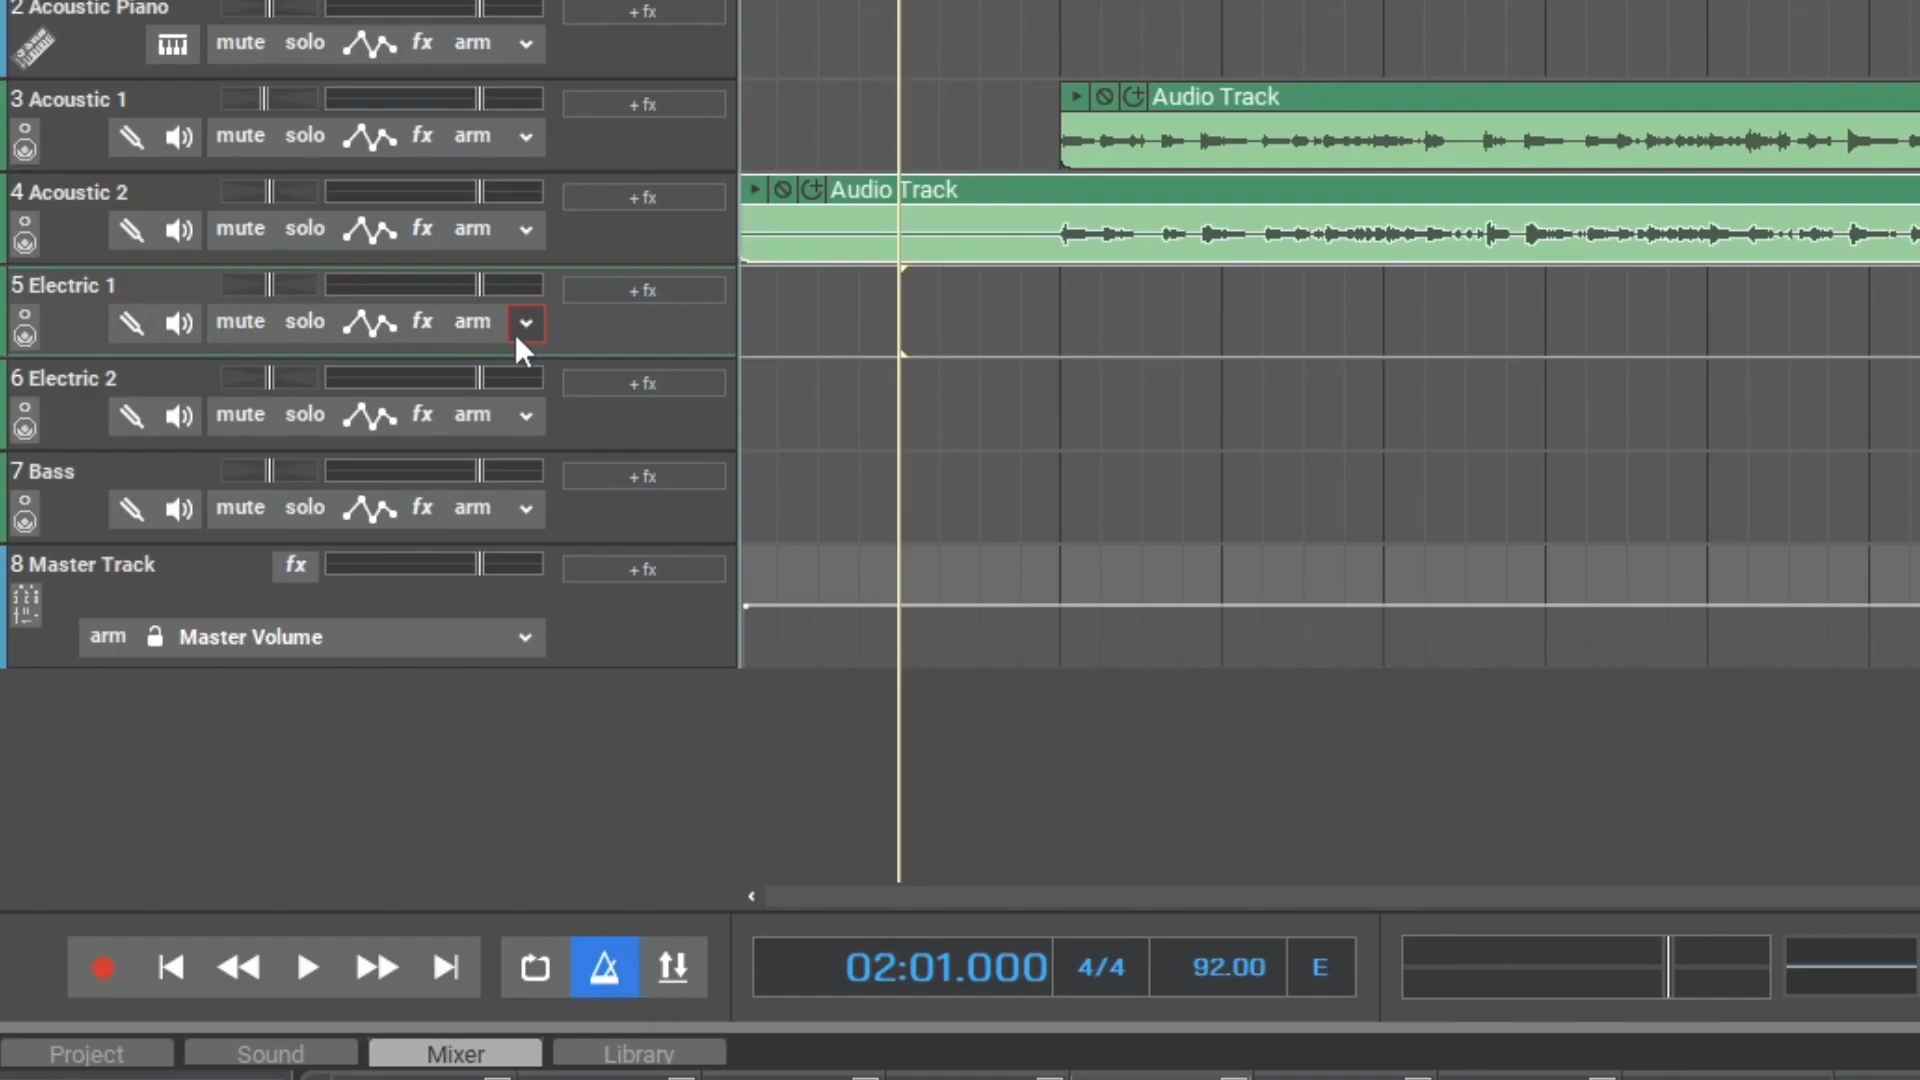 2 Acoustic Piano
+ fx
mute solo fx arm
3 Acoustic 1
+ fx
Audio Track
mute solo fx arm
4 Acoustic 2
+ fx
Audio Track
mute solo fx arm
5 Electric 1
+ fx
mute solo fx arm
6 Electric 2
+ fx
mute solo fx arm
7 Bass
+ fx
mute solo fx arm
8 Master Track fx
+ fx
arm Master Volume
02:01.000 4/4 92.00 E
Project Sound Mixer Library